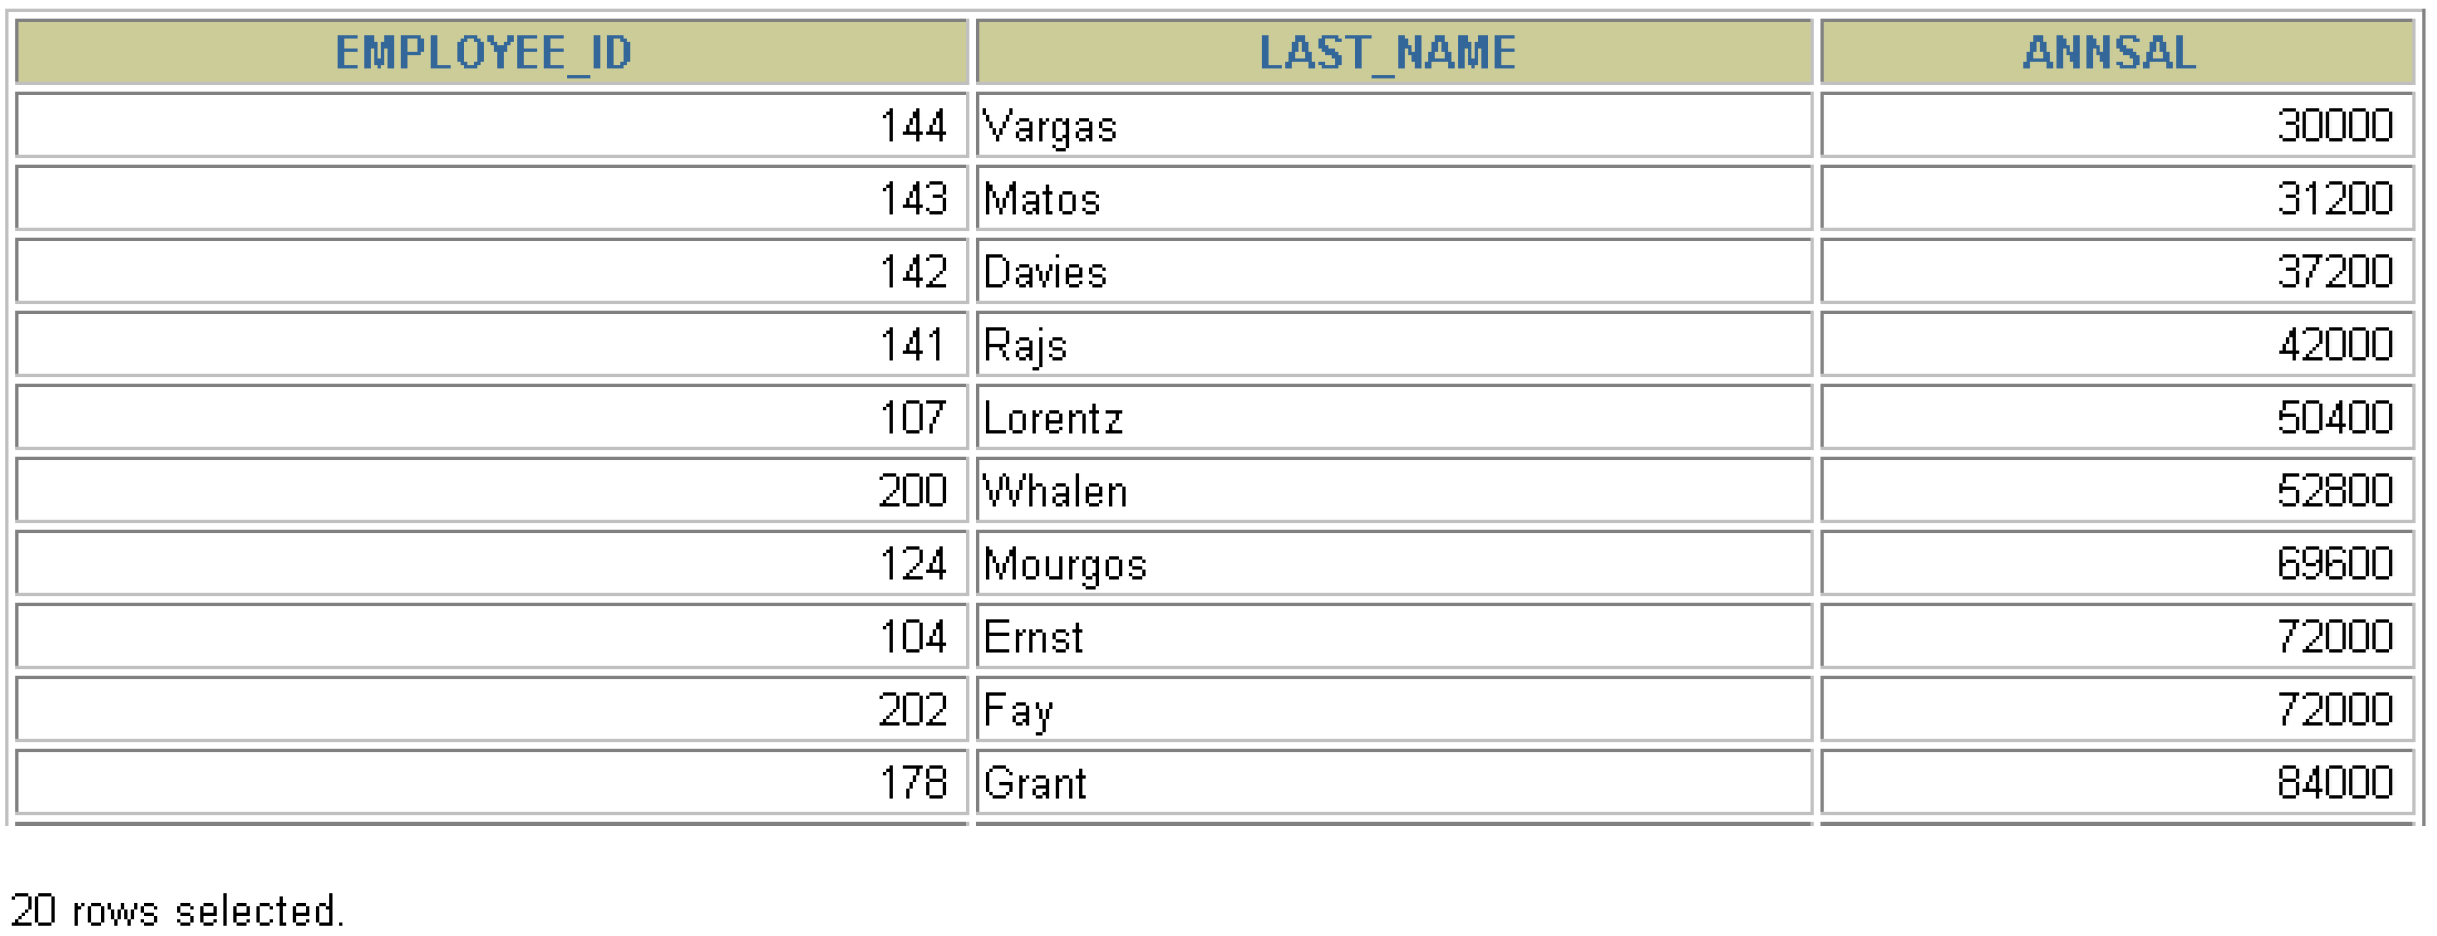 EMPLOYEE_ID LAST_NAME ANNSAL
144 Vargas 30000
143 Matos 31200
142 Davies 37200
141 Rajs 42000
107 Lorentz 50400
200 Whalen 52800
124 Mourgos 69600
104 Ernst 72000
202 Fay 72000
178 Grant 84000
20 rows selected.